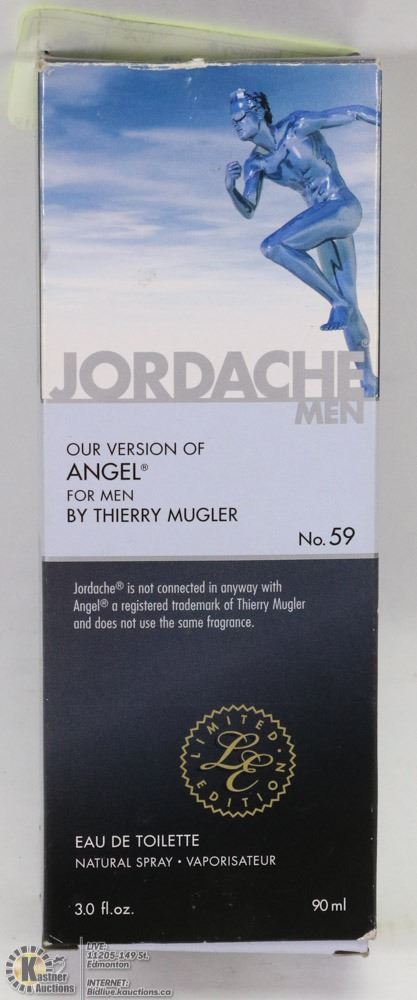 JORDACHE®
MEN
OUR VERSION OF
ANGEL®
FOR MEN
BY THIERRY MUGLER
No. 59
Jordache® is not connected in anyway with
Angel® a registered trademark of Thierry Mugler
and does not use the same fragrance.
LIMITED
LE
EDITION
EAU DE TOILETTE
NATURAL SPRAY • VAPORISATEUR
3.0 fl.oz.
90 ml
Kastner
Auctions
LIVE:
11205-149 St,
Edmonton
INTERNET:
Bidlive.kauctions.ca